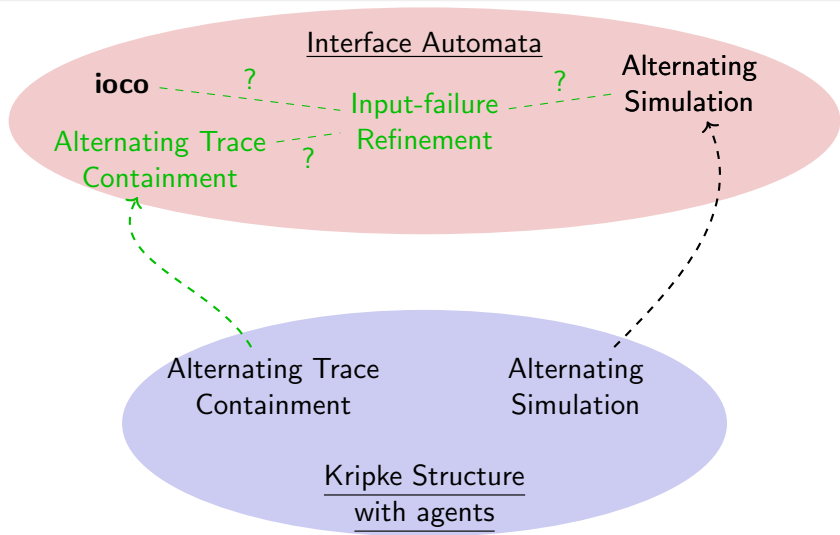 Interface Automata
ioco
?
?
Alternating
Simulation
Input-failure
Refinement
Alternating Trace
Containment
?
Alternating Trace
Containment
Alternating
Simulation
Kripke Structure
with agents